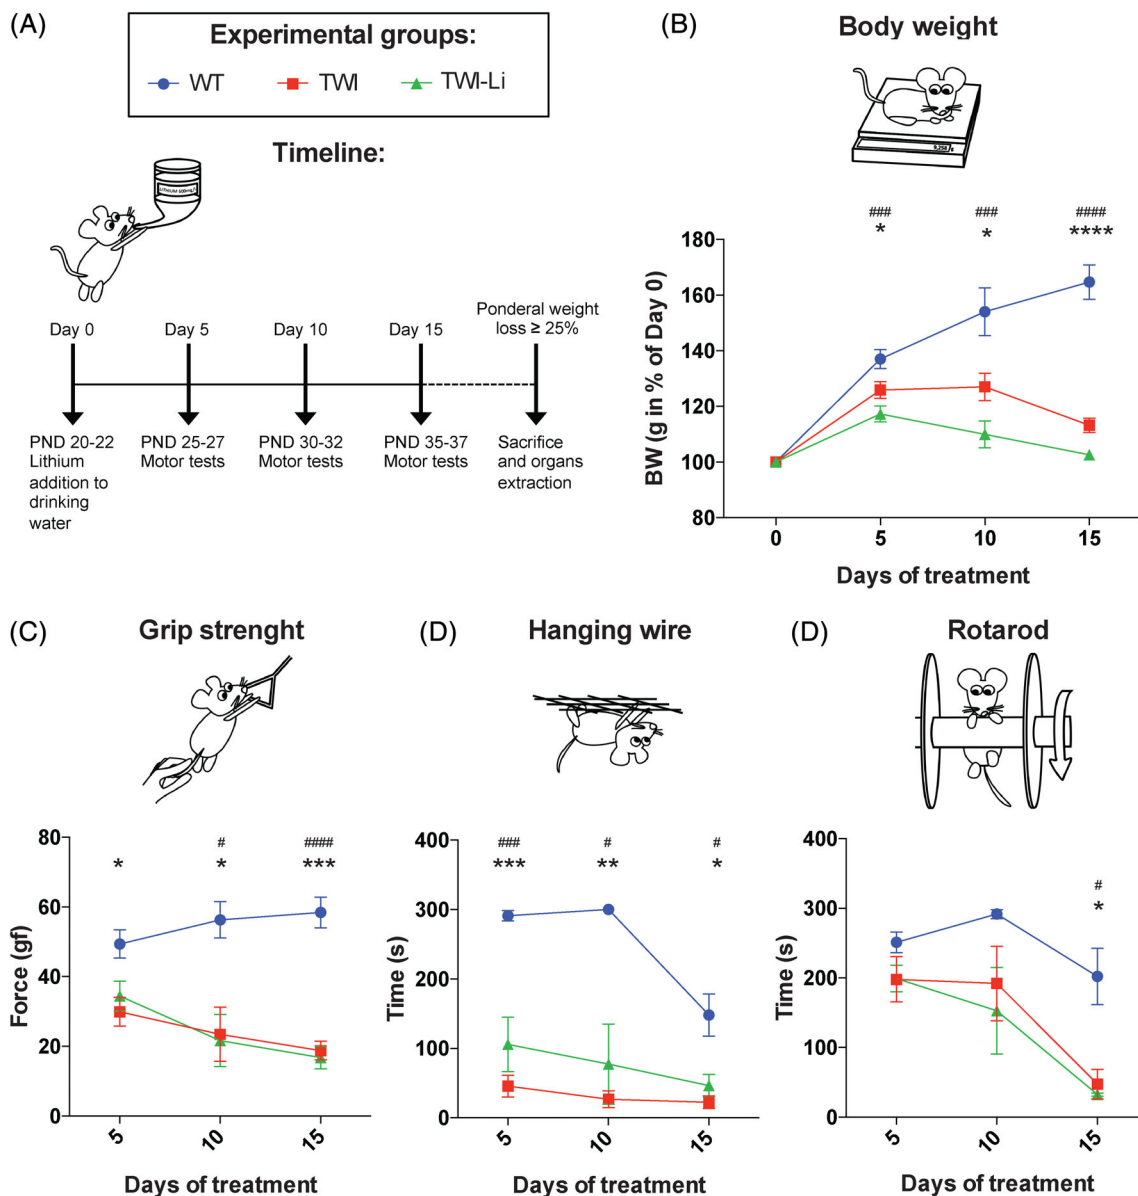 (A)
Experimental groups:
WT TWI TWI-Li
Timeline:
LITHIUM 500mg/l
Day 0 Day 5 Day 10 Day 15 Ponderal weight
loss ≥ 25%
PND 20-22
Lithium
addition to
drinking
water
PND 25-27
Motor tests
PND 30-32
Motor tests
PND 35-37
Motor tests
Sacrifice
and organs
extraction
(B)
Body weight
### ### ####
* * ****
BW (g in % of Day 0)
180
160
140
120
100
80
0 5 10 15
Days of treatment
(C)
Grip strenght
# ####
* * ***
Force (gf)
80
60
40
20
0
5 10 15
Days of treatment
(D)
Hanging wire
### # #
*** ** *
Time (s)
400
300
200
100
0
5 10 15
Days of treatment
(D)
Rotarod
#
*
Time (s)
400
300
200
100
0
5 10 15
Days of treatment